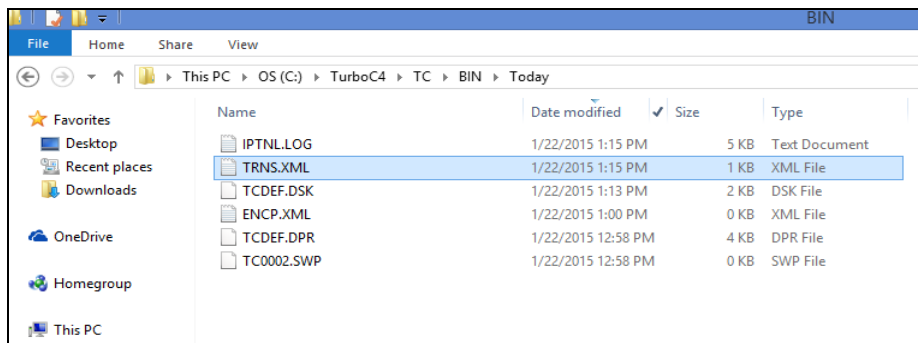 BIN
File Home Share View
This PC OS (C:) TurboC4 TC BIN Today
Favorites
Desktop
Recent places
Downloads
OneDrive
Homegroup
This PC
Name Date modified Size Type
IPTNL.LOG 1/22/2015 1:15 PM 5 KB Text Document
TRNS.XML 1/22/2015 1:15 PM 1 KB XML File
TCDEF.DSK 1/22/2015 1:13 PM 2 KB DSK File
ENCP.XML 1/22/2015 1:00 PM 0 KB XML File
TCDEF.DPR 1/22/2015 12:58 PM 4 KB DPR File
TC0002.SWP 1/22/2015 12:58 PM 0 KB SWP File